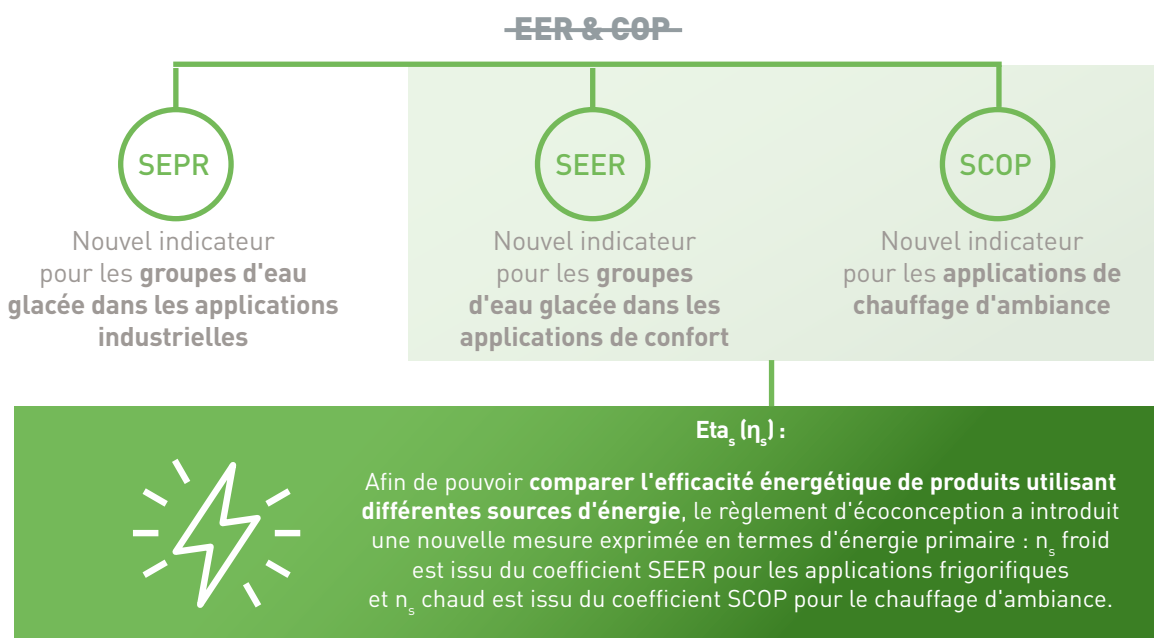 EER & COP
SEPR
Nouvel indicateur
pour les groupes d'eau
glacée dans les applications
industrielles
SEER
Nouvel indicateur
pour les groupes
d'eau glacée dans les
applications de confort
SCOP
Nouvel indicateur
pour les applications de
chauffage d'ambiance
Etaₛ (ηₛ) :
Afin de pouvoir comparer l'efficacité énergétique de produits utilisant
différentes sources d'énergie, le règlement d'écoconception a introduit
une nouvelle mesure exprimée en termes d'énergie primaire : nₛ froid
est issu du coefficient SEER pour les applications frigorifiques
et nₛ chaud est issu du coefficient SCOP pour le chauffage d'ambiance.